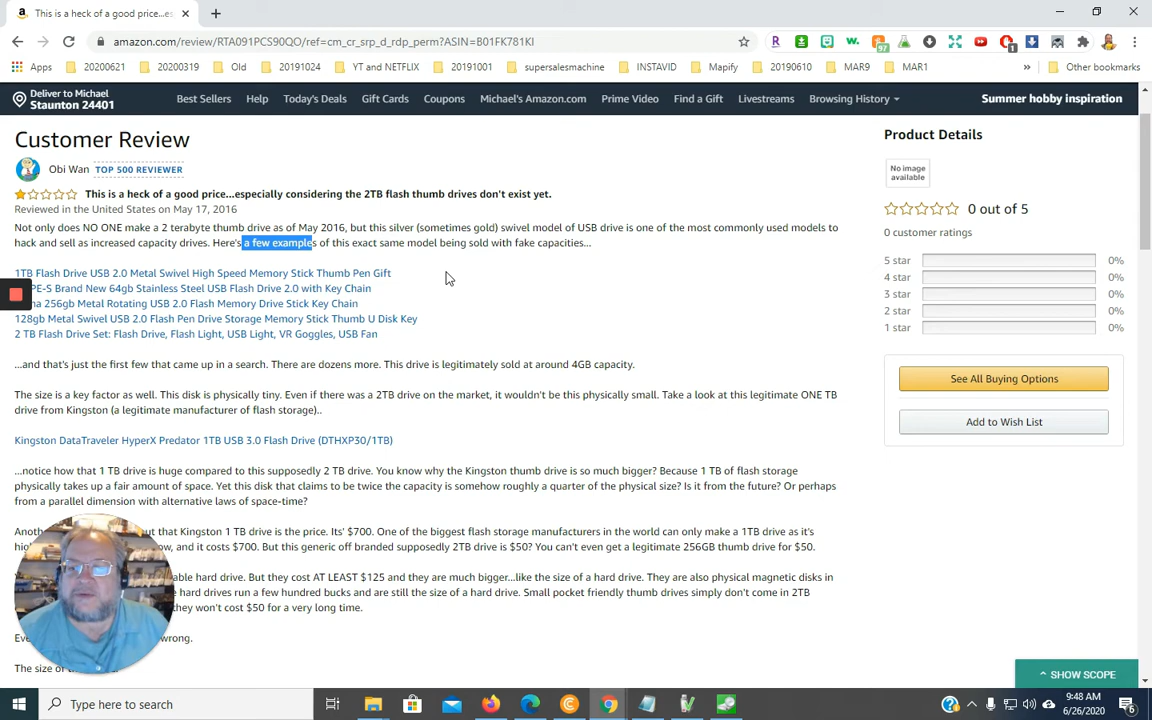 This is a heck of a good price...es
amazon.com/review/RTA091PCS90QO/ref=cm_cr_srp_d_rdp_perm?ASIN=B01FK781KI
Apps 20200621 20200319 Old 20191024 YT and NETFLIX 20191001 supersalesmachine INSTAVID Mapify 20190610 MAR9 MAR1 » Other bookmarks
Deliver to Michael
Staunton 24401
Best Sellers Help Today's Deals Gift Cards Coupons Michael's Amazon.com Prime Video Find a Gift Livestreams Browsing History
Summer hobby inspiration
Customer Review
Obi Wan TOP 500 REVIEWER
This is a heck of a good price...especially considering the 2TB flash thumb drives don't exist yet.
Reviewed in the United States on May 17, 2016
Not only does NO ONE make a 2 terabyte thumb drive as of May 2016, but this silver (sometimes gold) swivel model of USB drive is one of the most commonly used models to
hack and sell as increased capacity drives. Here's a few examples of this exact same model being sold with fake capacities...
1TB Flash Drive USB 2.0 Metal Swivel High Speed Memory Stick Thumb Pen Gift
PE-S Brand New 64gb Stainless Steel USB Flash Drive 2.0 with Key Chain
256gb Metal Rotating USB 2.0 Flash Memory Drive Stick Key Chain
128gb Metal Swivel USB 2.0 Flash Pen Drive Storage Memory Stick Thumb U Disk Key
2 TB Flash Drive Set: Flash Drive, Flash Light, USB Light, VR Goggles, USB Fan
...and that's just the first few that came up in a search. There are dozens more. This drive is legitimately sold at around 4GB capacity.
The size is a key factor as well. This disk is physically tiny. Even if there was a 2TB drive on the market, it wouldn't be this physically small. Take a look at this legitimate ONE TB
drive from Kingston (a legitimate manufacturer of flash storage)..
Kingston DataTraveler HyperX Predator 1TB USB 3.0 Flash Drive (DTHXP30/1TB)
...notice how that 1 TB drive is huge compared to this supposedly 2 TB drive. You know why the Kingston thumb drive is so much bigger? Because 1 TB of flash storage
physically takes up a fair amount of space. Yet this disk that claims to be twice the capacity is somehow roughly a quarter of the physical size? Is it from the future? Or perhaps
from a parallel dimension with alternative laws of space-time?
Anoth ut that Kingston 1 TB drive is the price. Its' $700. One of the biggest flash storage manufacturers in the world can only make a 1TB drive as it's
hig ow, and it costs $700. But this generic off branded supposedly 2TB drive is $50? You can't even get a legitimate 256GB thumb drive for $50.
able hard drive. But they cost AT LEAST $125 and they are much bigger...like the size of a hard drive. They are also physical magnetic disks in
hard drives run a few hundred bucks and are still the size of a hard drive. Small pocket friendly thumb drives simply don't come in 2TB
they won't cost $50 for a very long time.
Eve wrong.
The size of
Product Details
No image
available
0 out of 5
0 customer ratings
5 star 0%
4 star 0%
3 star 0%
2 star 0%
1 star 0%
See All Buying Options
Add to Wish List
SHOW SCOPE
Type here to search
9:48 AM
6/26/2020
97
1
6